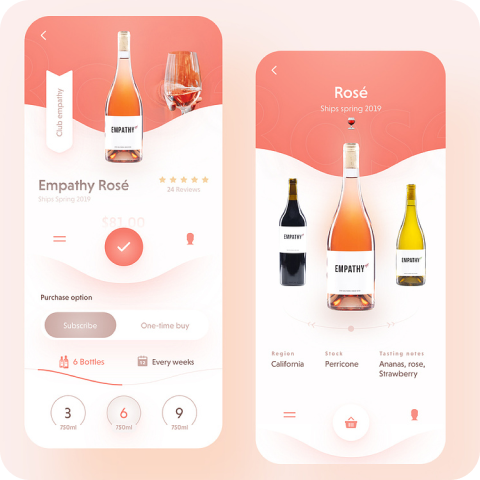 Club empathy
EMPATHY
Empathy Rosé
Ships Spring 2019
24 Reviews
$81.00
Purchase option
Subscribe
One-time buy
6 Bottles
Every weeks
3
750ml
6
750ml
9
750ml
Rosé
Ships spring 2019
EMPATHY
EMPATHY
EMPATHY
Region
California
Stock
Perricone
Tasting notes
Ananas, rose,
Strawberry